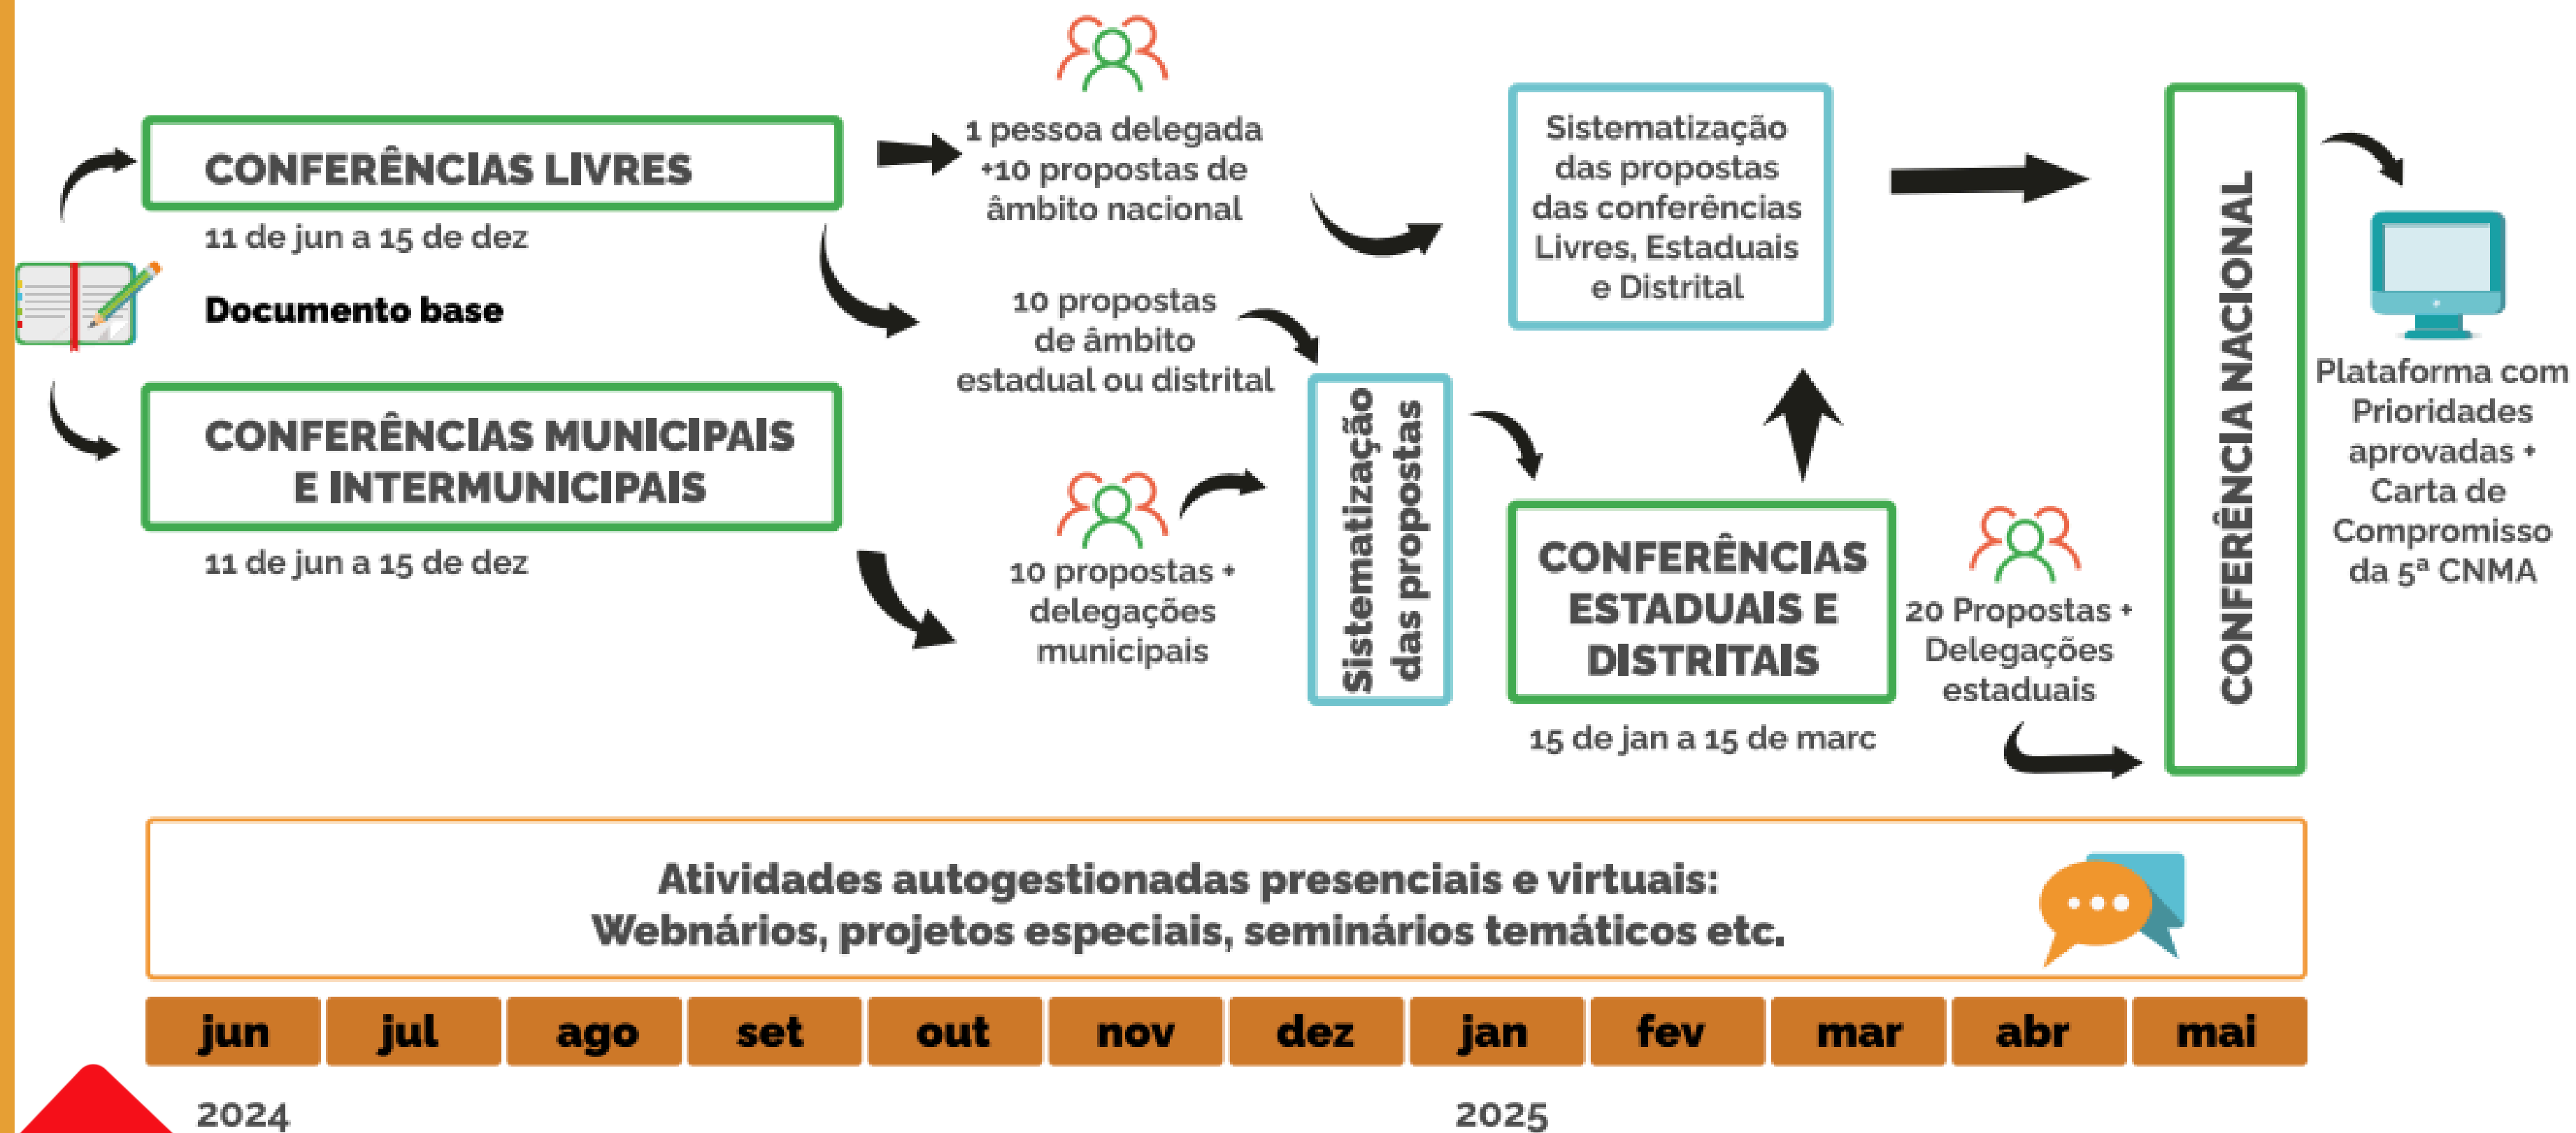 CONFERÊNCIAS LIVRES
11 de jun a 15 de dez
Documento base
CONFERÊNCIAS MUNICIPAIS
E INTERMUNICIPAIS
11 de jun a 15 de dez
1 pessoa delegada
+10 propostas de
âmbito nacional
10 propostas
de âmbito
estadual ou distrital
10 propostas +
delegações
municipais
Sistematização
das propostas
Sistematização
das propostas
das conferências
Livres, Estaduais
e Distrital
CONFERÊNCIAS
ESTADUAIS E
DISTRITAIS
15 de jan a 15 de marc
20 Propostas +
Delegações
estaduais
CONFERÊNCIA NACIONAL
Plataforma com
Prioridades
aprovadas +
Carta de
Compromisso
da 5ª CNMA
Atividades autogestionadas presenciais e virtuais:
Webnários, projetos especiais, seminários temáticos etc.
jun jul ago set out nov dez jan fev mar abr mai
2024 2025